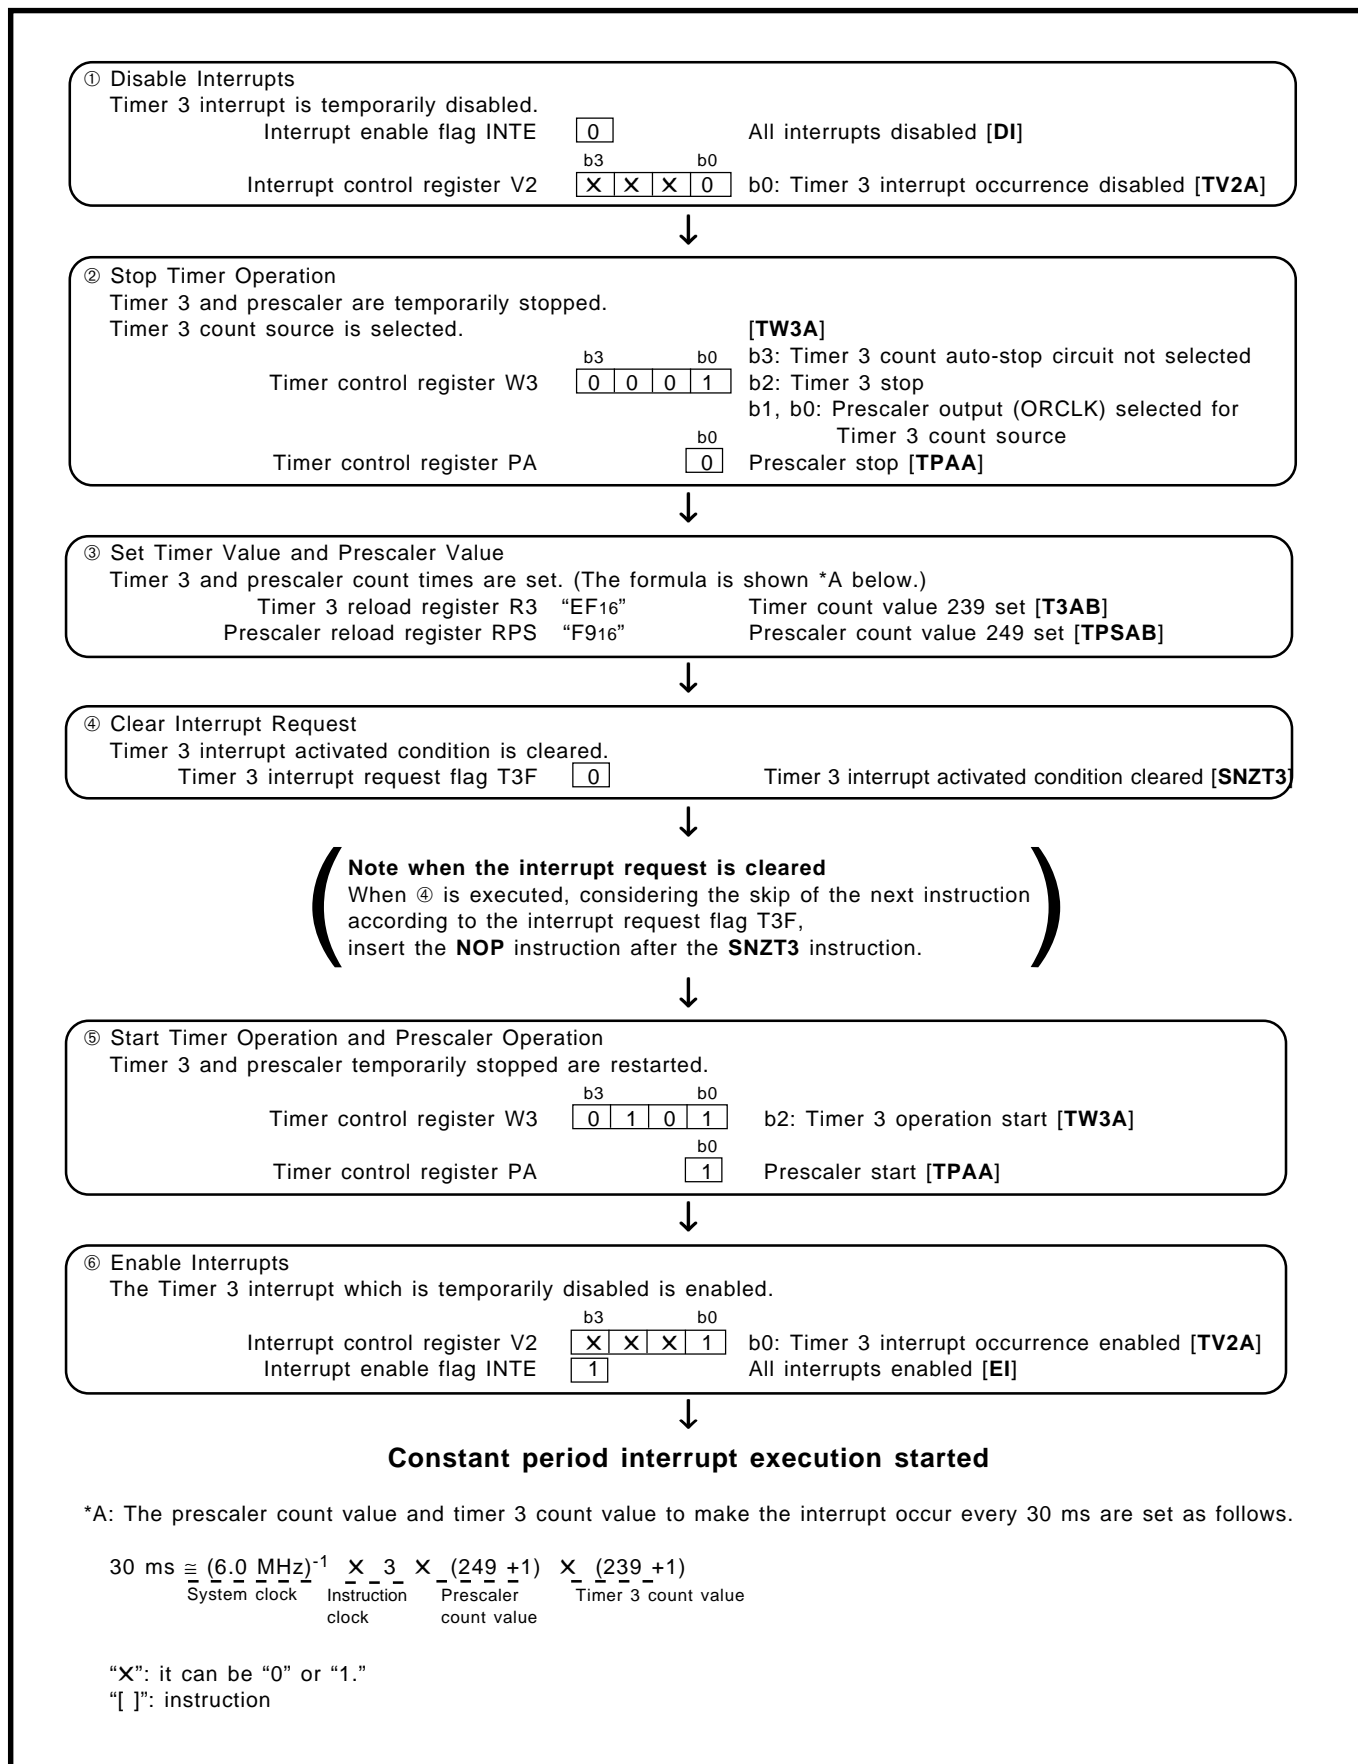 ① Disable Interrupts
Timer 3 interrupt is temporarily disabled.
Interrupt enable flag INTE 0 All interrupts disabled [DI]
b3 b0
Interrupt control register V2 X X X 0 b0: Timer 3 interrupt occurrence disabled [TV2A]
↓
② Stop Timer Operation
Timer 3 and prescaler are temporarily stopped.
Timer 3 count source is selected. [TW3A]
b3 b0 b3: Timer 3 count auto-stop circuit not selected
Timer control register W3 0 0 0 1 b2: Timer 3 stop
b1, b0: Prescaler output (ORCLK) selected for
Timer 3 count source
b0
Timer control register PA 0 Prescaler stop [TPAA]
↓
③ Set Timer Value and Prescaler Value
Timer 3 and prescaler count times are set. (The formula is shown *A below.)
Timer 3 reload register R3 “EF16” Timer count value 239 set [T3AB]
Prescaler reload register RPS “F916” Prescaler count value 249 set [TPSAB]
↓
④ Clear Interrupt Request
Timer 3 interrupt activated condition is cleared.
Timer 3 interrupt request flag T3F 0 Timer 3 interrupt activated condition cleared [SNZT3]
↓
Note when the interrupt request is cleared
When ④ is executed, considering the skip of the next instruction
according to the interrupt request flag T3F,
insert the NOP instruction after the SNZT3 instruction.
↓
⑤ Start Timer Operation and Prescaler Operation
Timer 3 and prescaler temporarily stopped are restarted.
b3 b0
Timer control register W3 0 1 0 1 b2: Timer 3 operation start [TW3A]
b0
Timer control register PA 1 Prescaler start [TPAA]
↓
⑥ Enable Interrupts
The Timer 3 interrupt which is temporarily disabled is enabled.
b3 b0
Interrupt control register V2 X X X 1 b0: Timer 3 interrupt occurrence enabled [TV2A]
Interrupt enable flag INTE 1 All interrupts enabled [EI]
↓
Constant period interrupt execution started
*A: The prescaler count value and timer 3 count value to make the interrupt occur every 30 ms are set as follows.
30 ms ≅ (6.0 MHz)-1 X 3 X (249 +1) X (239 +1)
System clock Instruction Prescaler Timer 3 count value
clock count value
“X”: it can be “0” or “1.”
“[ ]”: instruction